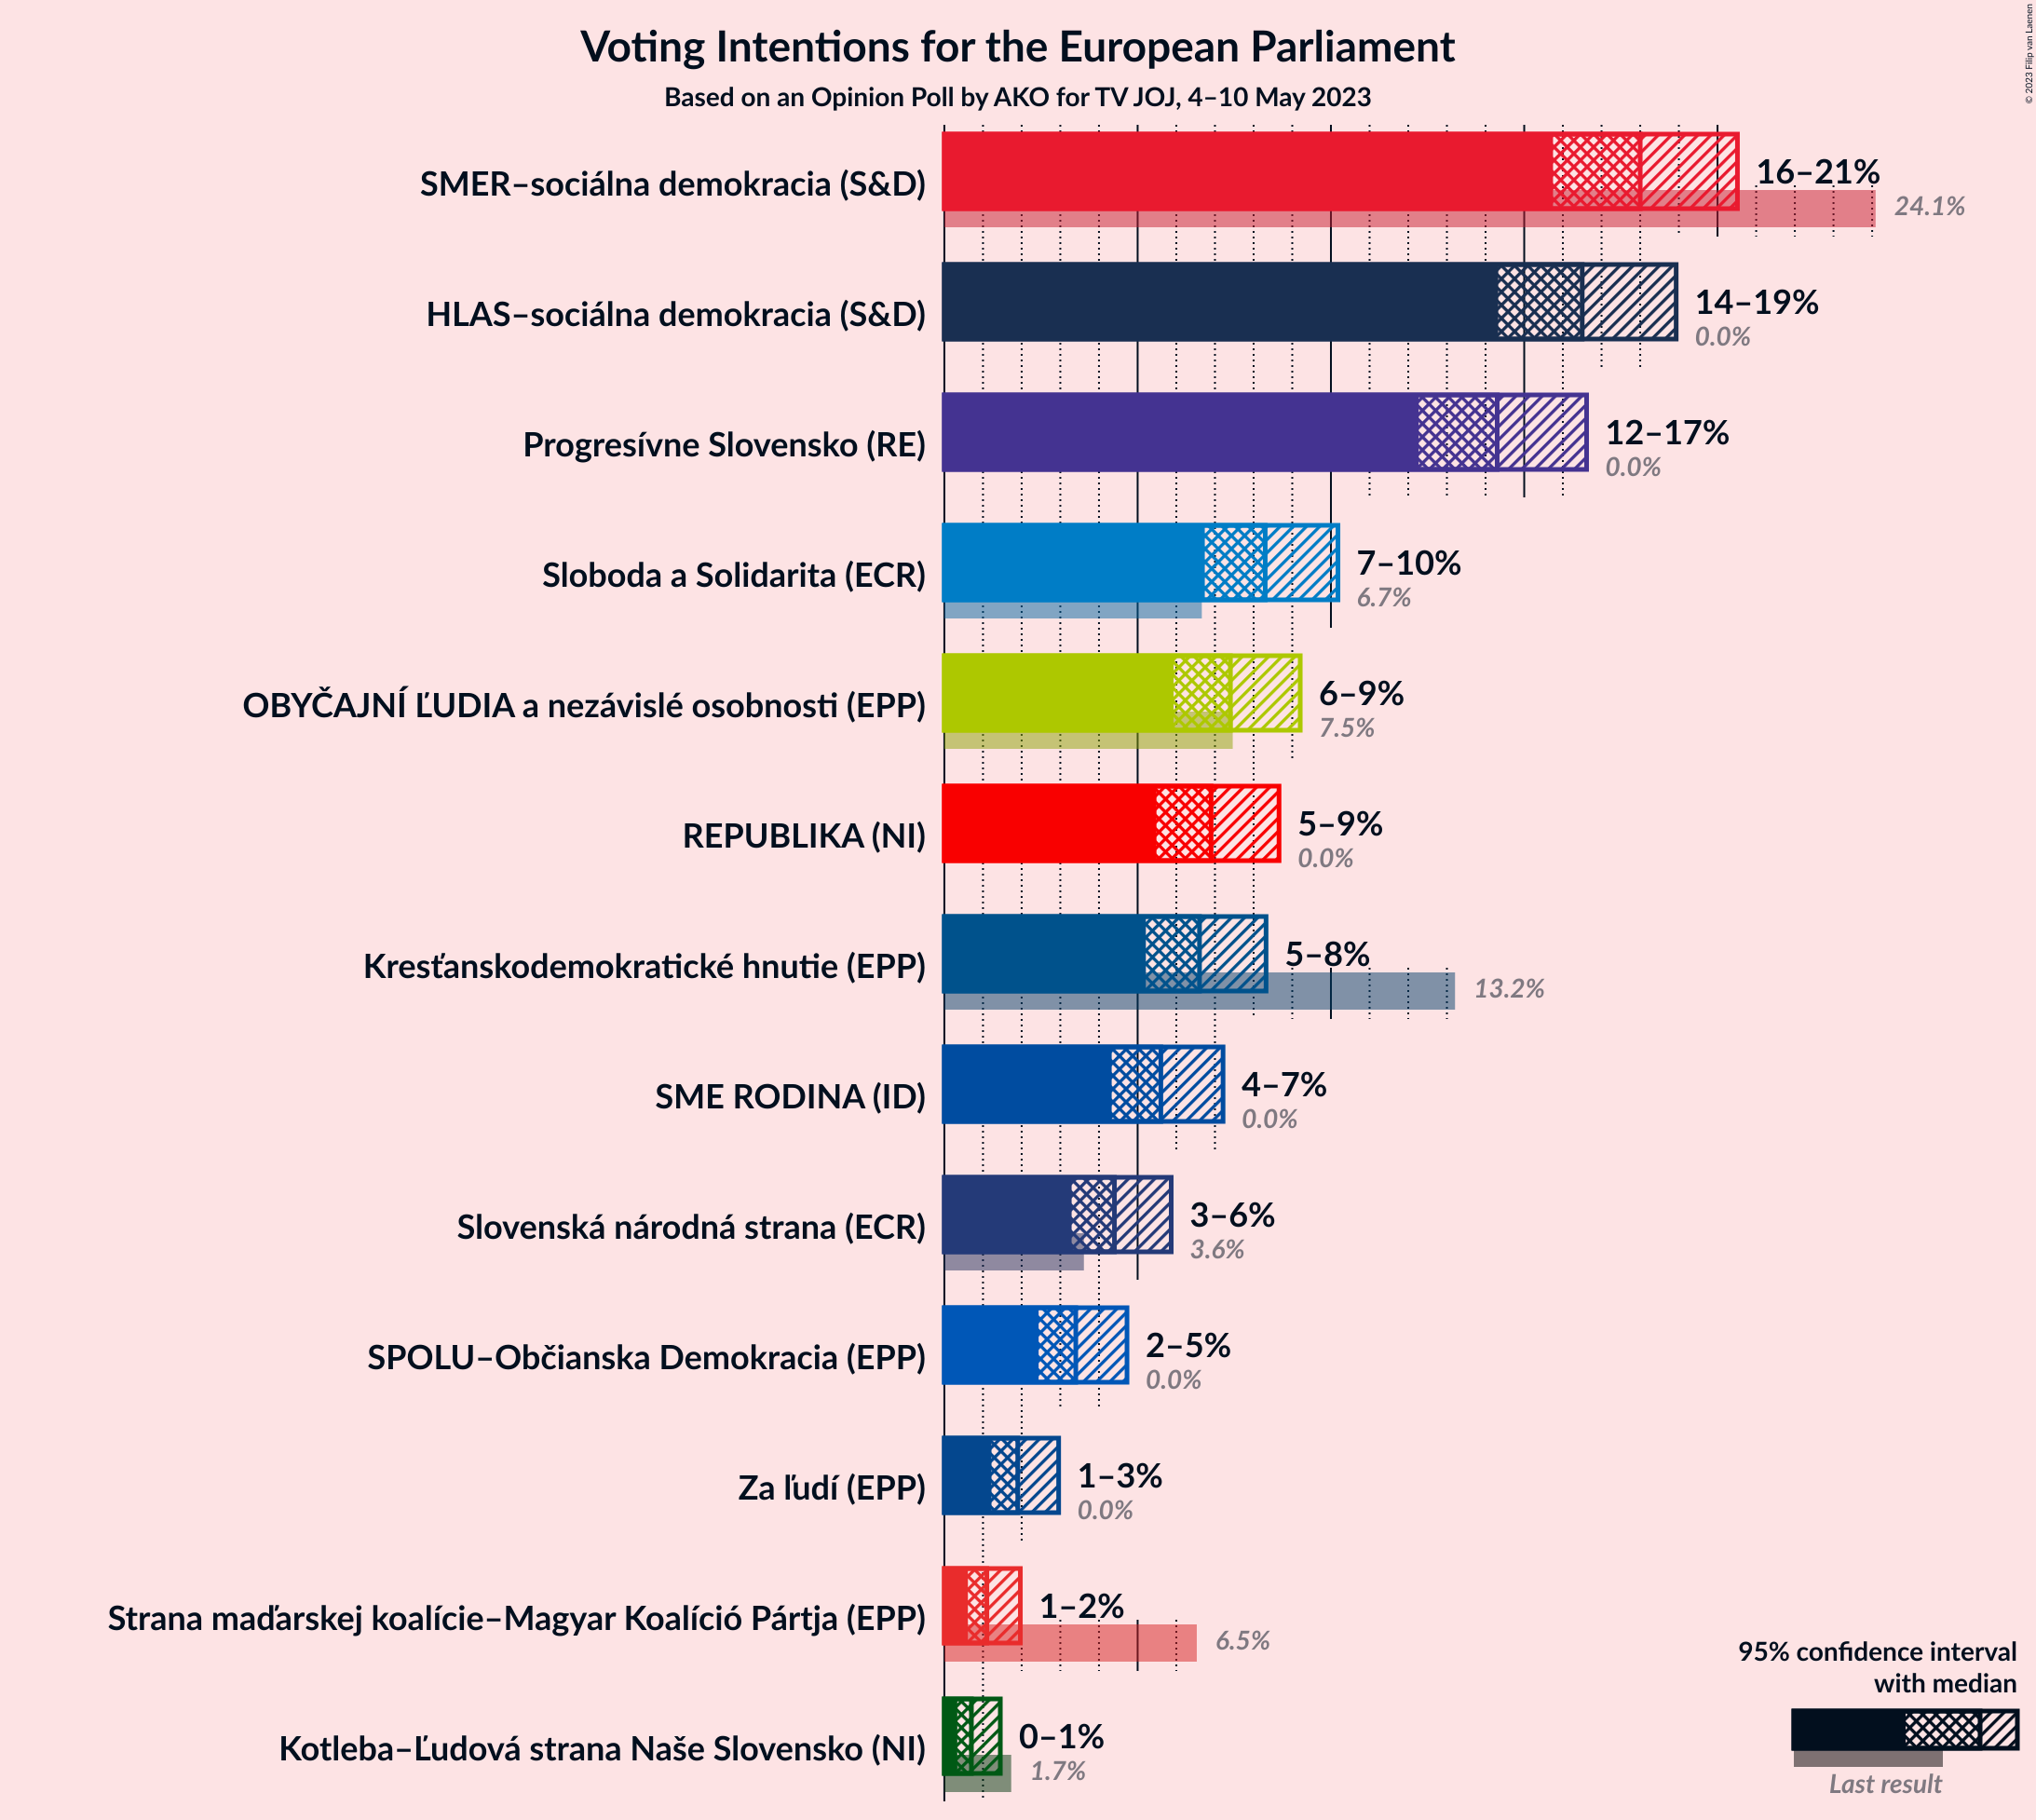 Voting Intentions for the European Parliament
Based on an Opinion Poll by AKO for TV JOJ, 4–10 May 2023
© 2023 Filip van Laenen
SMER–sociálna demokracia (S&D)
16–21%
24.1%
HLAS–sociálna demokracia (S&D)
14–19%
0.0%
Progresívne Slovensko (RE)
12–17%
0.0%
Sloboda a Solidarita (ECR)
7–10%
6.7%
OBYČAJNÍ ĽUDIA a nezávislé osobnosti (EPP)
6–9%
7.5%
REPUBLIKA (NI)
5–9%
0.0%
Kresťanskodemokratické hnutie (EPP)
5–8%
13.2%
SME RODINA (ID)
4–7%
0.0%
Slovenská národná strana (ECR)
3–6%
3.6%
SPOLU–Občianska Demokracia (EPP)
2–5%
0.0%
Za ľudí (EPP)
1–3%
0.0%
Strana maďarskej koalície–Magyar Koalíció Pártja (EPP)
1–2%
6.5%
Kotleba–Ľudová strana Naše Slovensko (NI)
0–1%
1.7%
95% confidence interval
with median
Last result